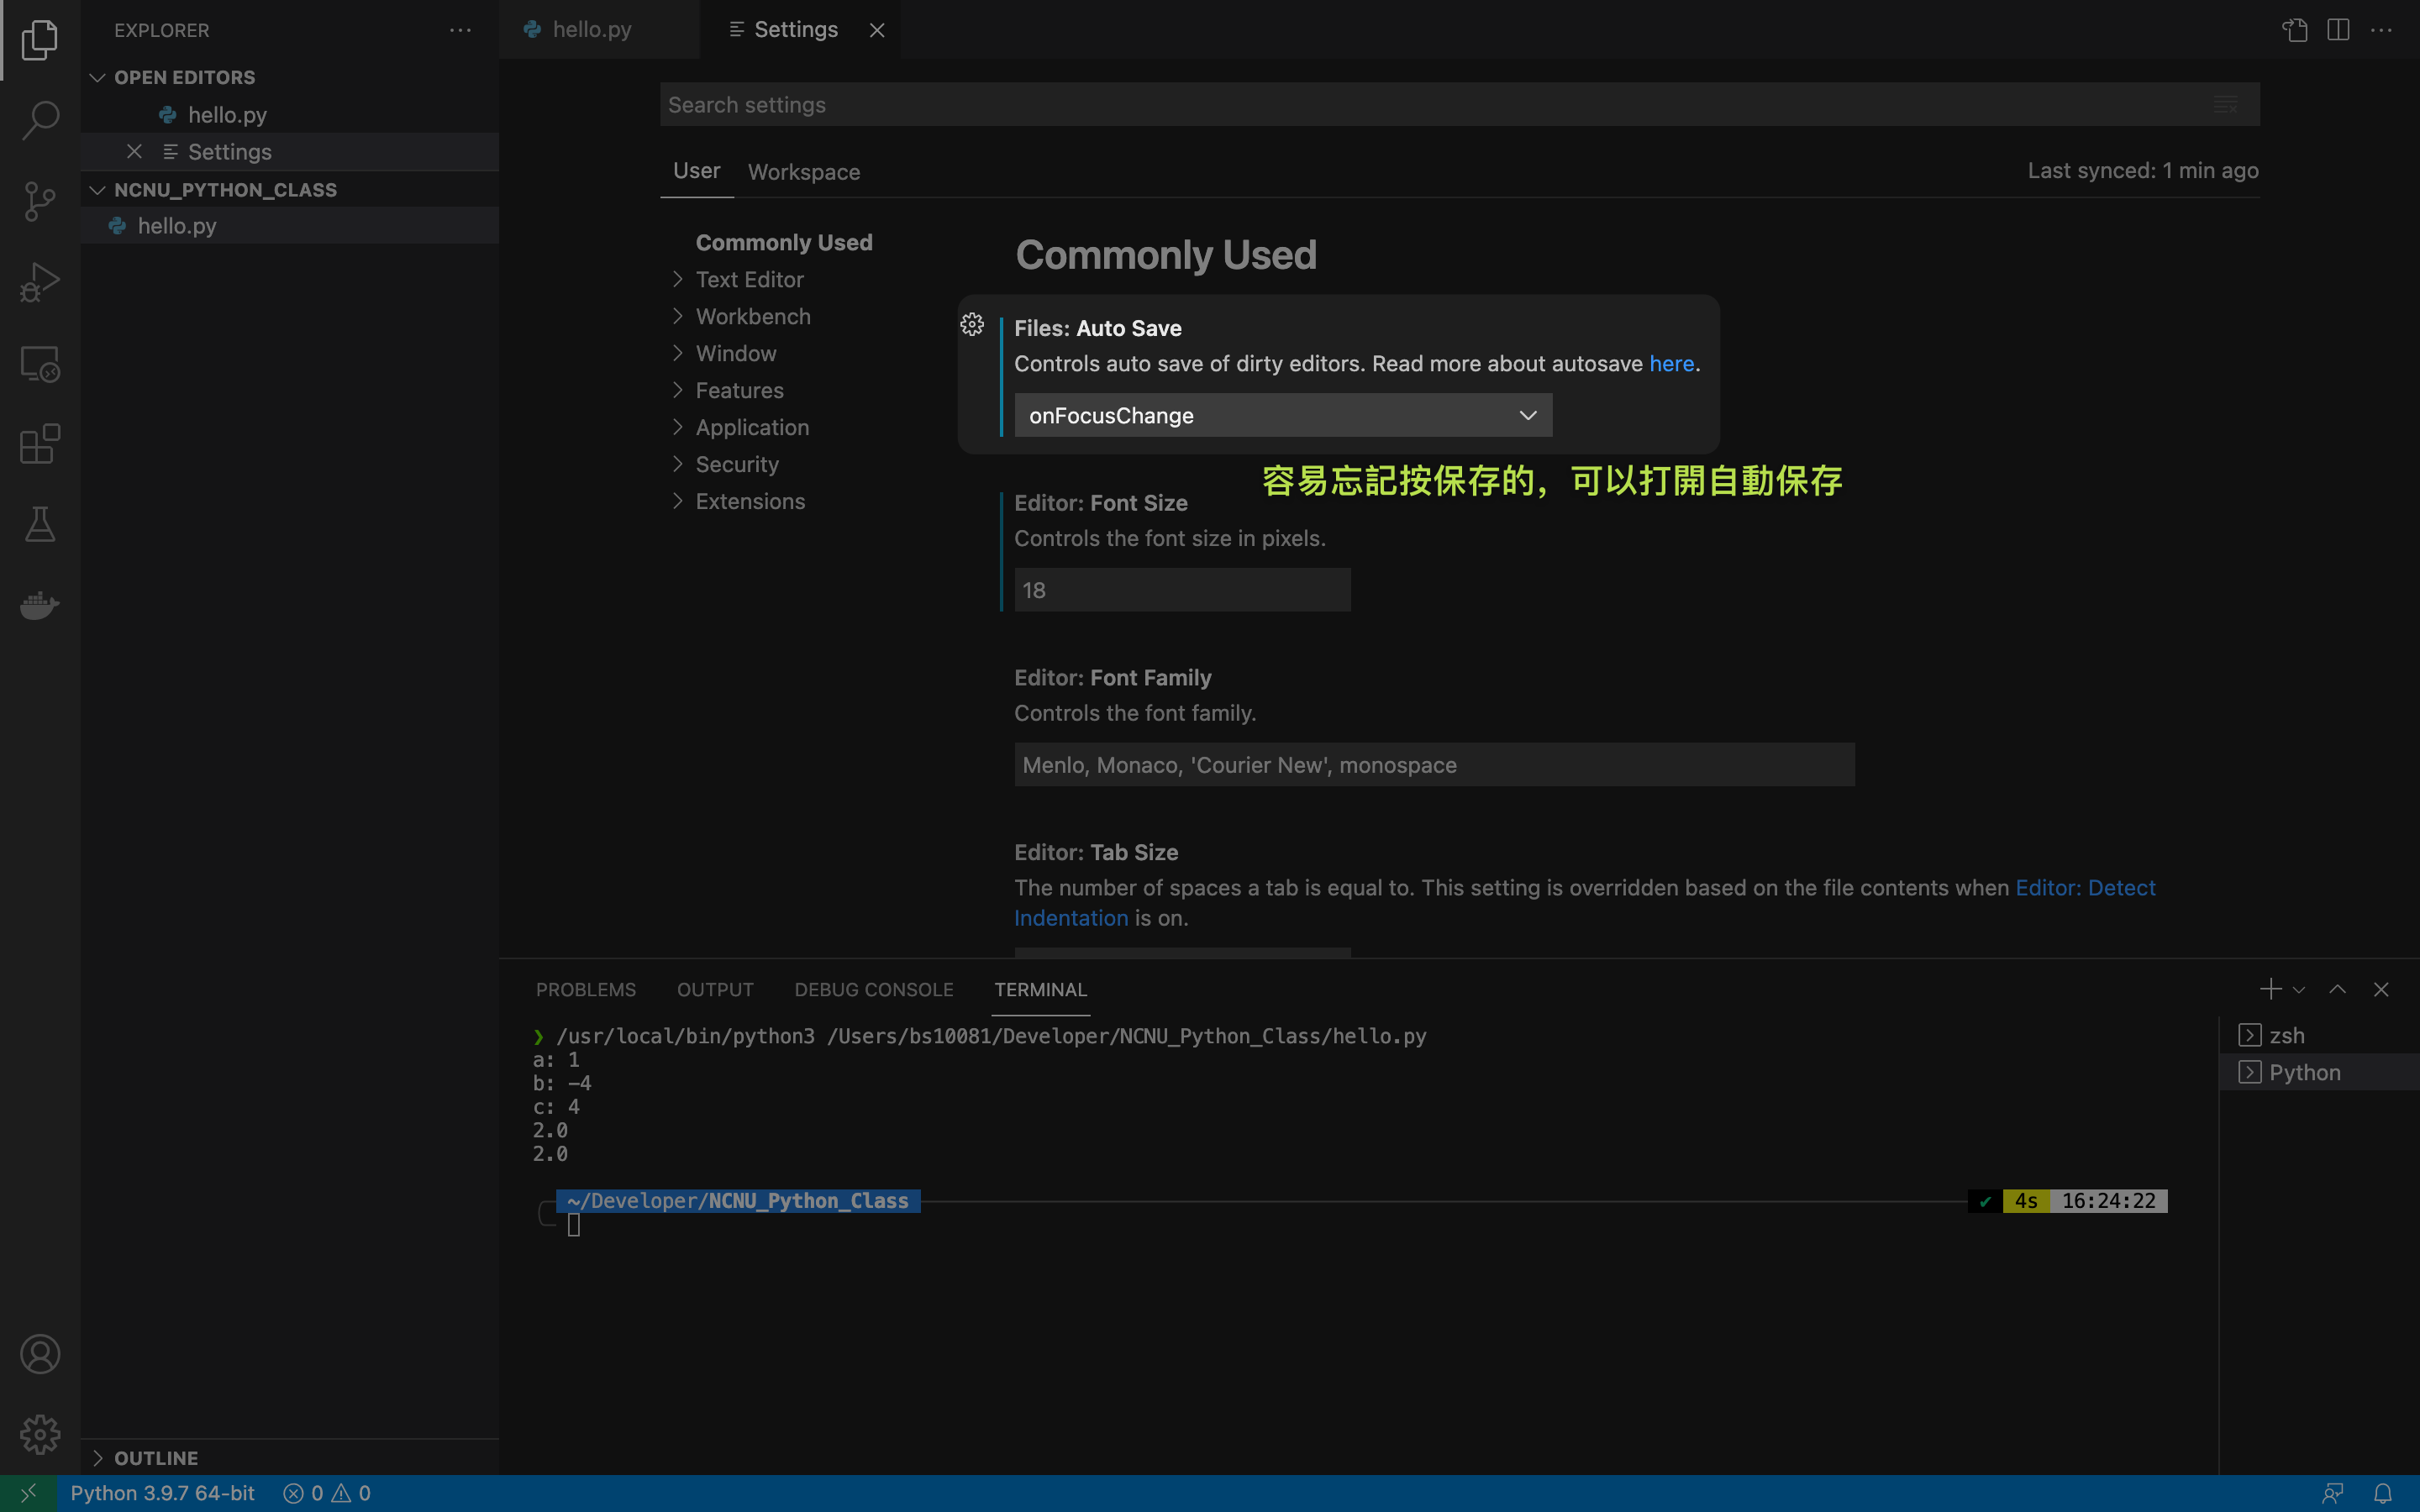 EXPLORER
OPEN EDITORS
hello.py
Settings
NCNU_PYTHON_CLASS
hello.py
OUTLINE
hello.py
Settings
Search settings
User
Workspace
Last synced: 1 min ago
Commonly Used
Text Editor
Workbench
Window
Features
Application
Security
Extensions
Commonly Used
Files: Auto Save
Controls auto save of dirty editors. Read more about autosave here.
onFocusChange
容易忘記按保存的，可以打開自動保存
Editor: Font Size
Controls the font size in pixels.
18
Editor: Font Family
Controls the font family.
Menlo, Monaco, 'Courier New', monospace
Editor: Tab Size
The number of spaces a tab is equal to. This setting is overridden based on the file contents when Editor: Detect
Indentation is on.
PROBLEMS
OUTPUT
DEBUG CONSOLE
TERMINAL
❯ /usr/local/bin/python3 /Users/bs10081/Developer/NCNU_Python_Class/hello.py
a: 1
b: -4
c: 4
2.0
2.0
~/Developer/NCNU_Python_Class
✔ 4s 16:24:22
zsh
Python
Python 3.9.7 64-bit
0
0